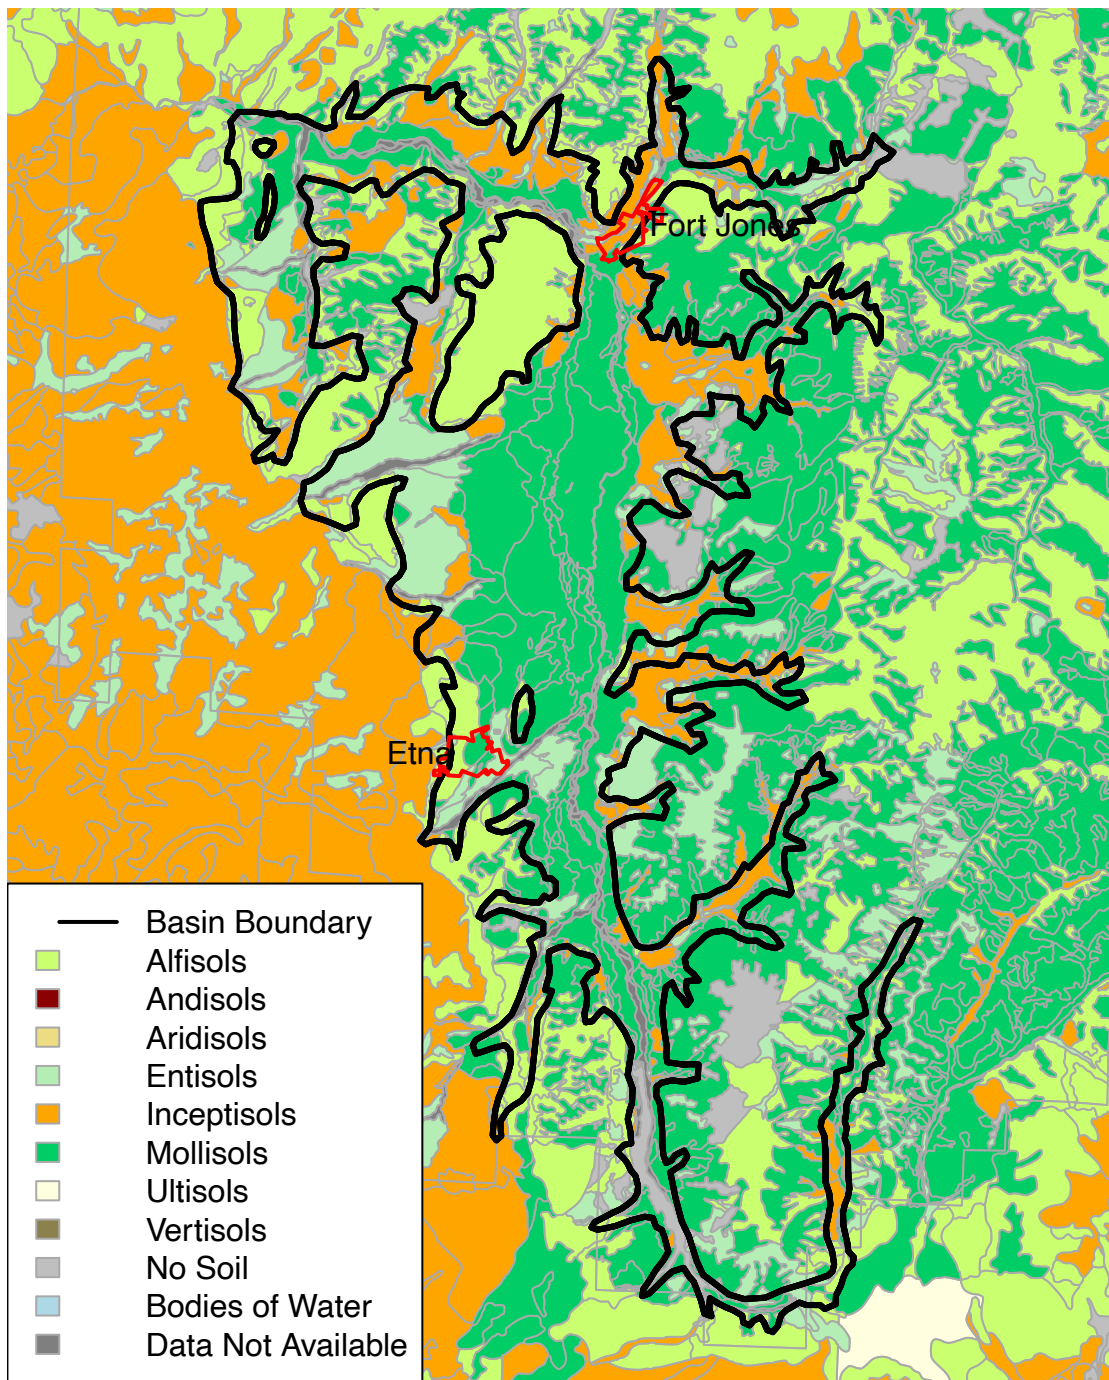 Fort Jones
Etna
Basin Boundary
Alfisols
Andisols
Aridisols
Entisols
Inceptisols
Mollisols
Ultisols
Vertisols
No Soil
Bodies of Water
Data Not Available